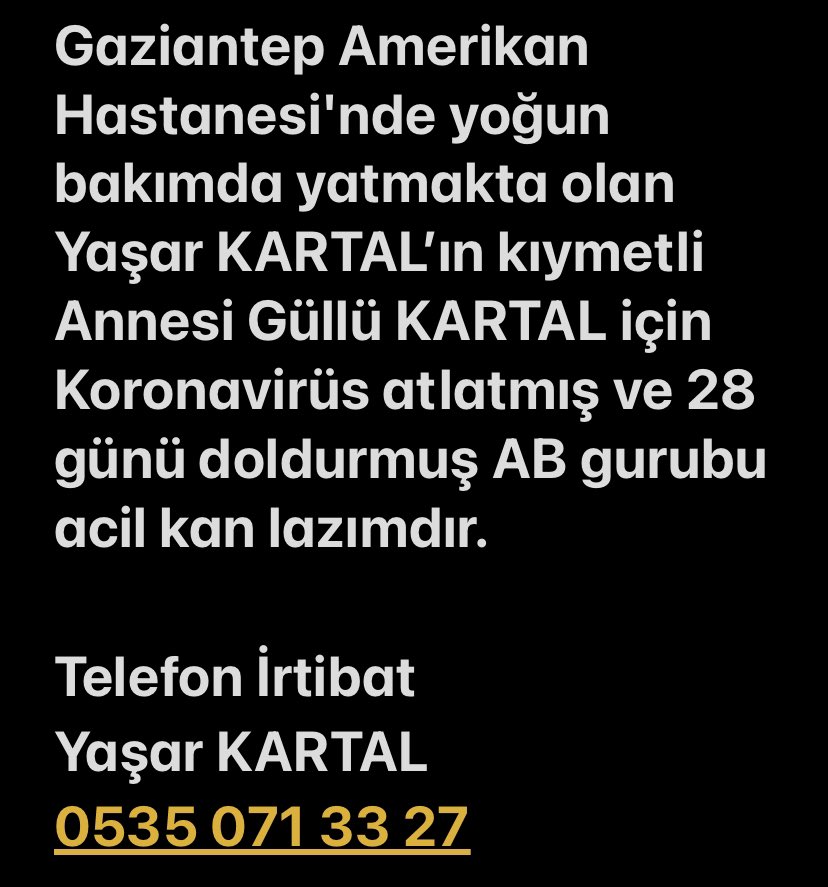 Gaziantep Amerikan
Hastanesi'nde yoğun
bakımda yatmakta olan
Yaşar KARTAL’ın kıymetli
Annesi Güllü KARTAL için
Koronavirüs atlatmış ve 28
günü doldurmuş AB gurubu
acil kan lazımdır.
Telefon İrtibat
Yaşar KARTAL
0535 071 33 27